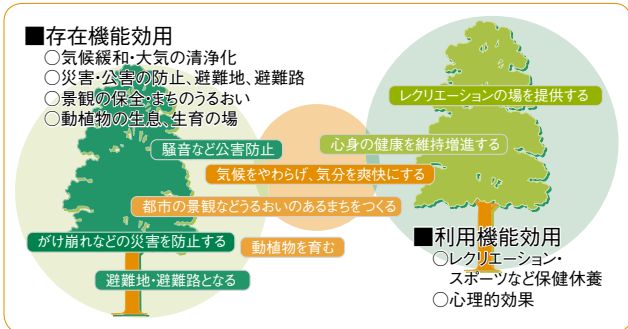 ■存在機能効用
○気候緩和・大気の清浄化
○災害・公害の防止、避難地、避難路
○景観の保全・まちのうるおい
○動植物の生息、生育の場
レクリエーションの場を提供する
騒音など公害防止
心身の健康を維持増進する
気候をやわらげ、気分を爽快にする
都市の景観などうるおいのあるまちをつくる
がけ崩れなどの災害を防止する
動植物を育む
避難地・避難路となる
■利用機能効用
○レクリエーション・
スポーツなど保健休養
○心理的効果